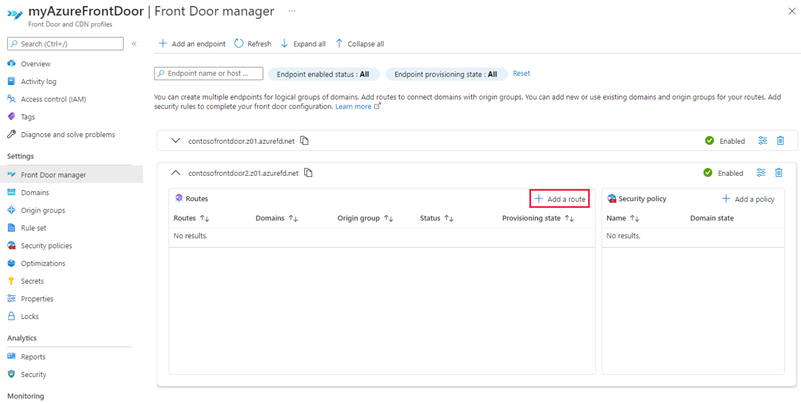 myAzureFrontDoor | Front Door manager ...
Front Door and CDN profiles
Search (Ctrl+/)
Overview
Activity log
Access control (IAM)
Tags
Diagnose and solve problems
Settings
Front Door manager
Domains
Origin groups
Rule set
Security policies
Optimizations
Secrets
Properties
Locks
Analytics
Reports
Security
Monitoring
Add an endpoint Refresh Expand all Collapse all
Endpoint name or host ... Endpoint enabled status : All Endpoint provisioning state : All Reset
You can create multiple endpoints for logical groups of domains. Add routes to connect domains with origin groups. You can add new or use existing domains and origin groups for your routes. Add
security rules to complete your front door configuration. Learn more
contosofrontdoor.z01.azurefd.net Enabled
contosofrontdoor2.z01.azurefd.net Enabled
Routes Add a route
Routes Domains Origin group Status Provisioning state
No results.
Security policy Add a policy
Name Domain state
No results.